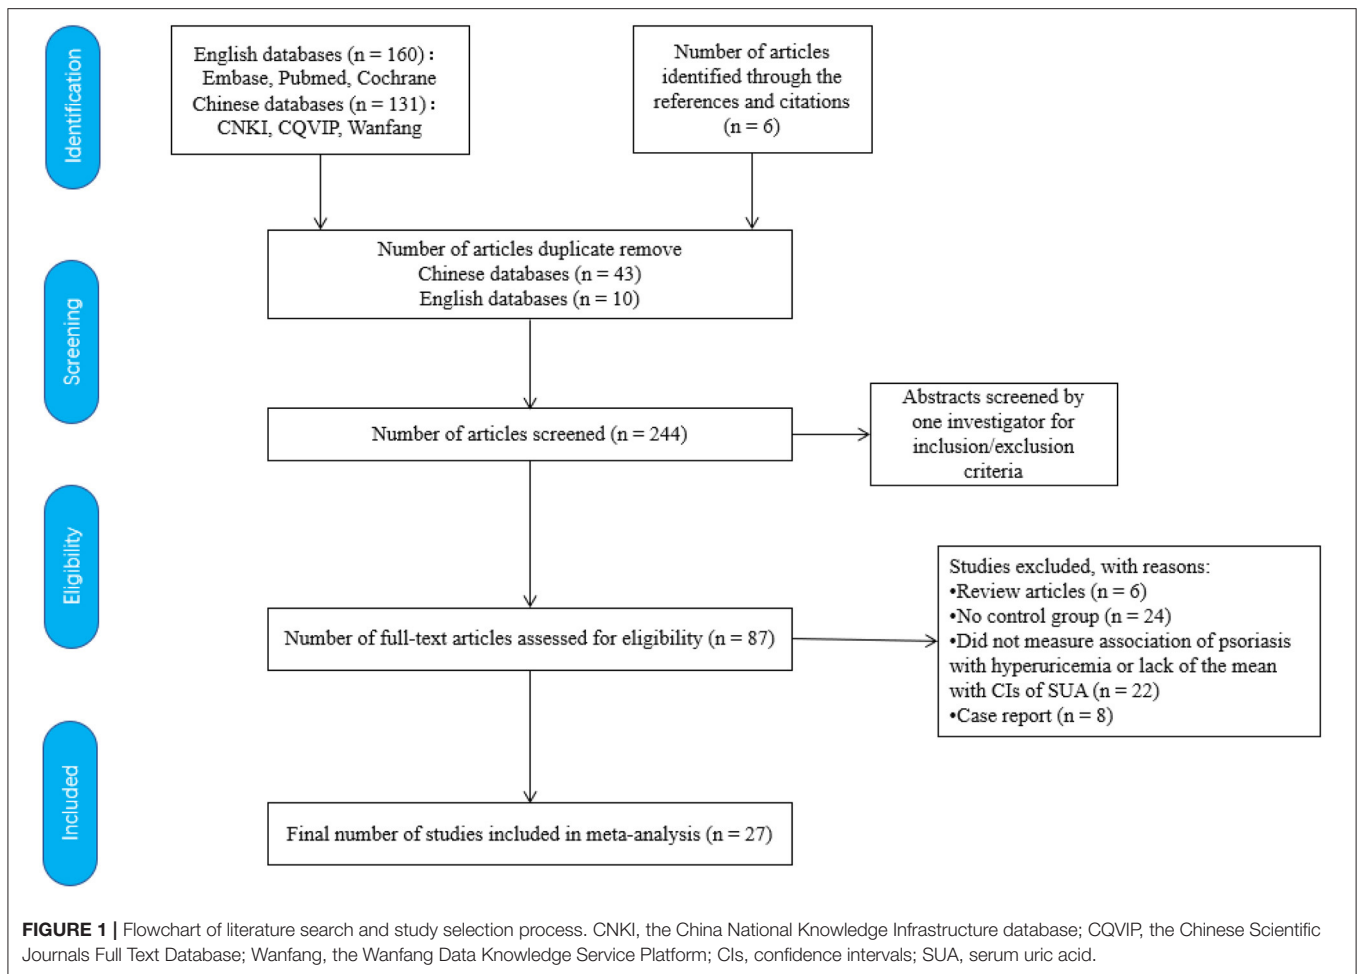 Identification
English databases (n = 160) :
Embase, Pubmed, Cochrane
Chinese databases (n = 131) :
CNKI, CQVIP, Wanfang
Number of articles
identified through the
references and citations
(n = 6)
Screening
Number of articles duplicate remove
Chinese databases (n = 43)
English databases (n = 10)
Number of articles screened (n = 244)
Abstracts screened by
one investigator for
inclusion/exclusion
criteria
Eligibility
Number of full-text articles assessed for eligibility (n = 87)
Studies excluded, with reasons:
•Review articles (n = 6)
•No control group (n = 24)
•Did not measure association of psoriasis
with hyperuricemia or lack of the mean
with CIs of SUA (n = 22)
•Case report (n = 8)
Included
Final number of studies included in meta-analysis (n = 27)
FIGURE 1 | Flowchart of literature search and study selection process. CNKI, the China National Knowledge Infrastructure database; CQVIP, the Chinese Scientific
Journals Full Text Database; Wanfang, the Wanfang Data Knowledge Service Platform; CIs, confidence intervals; SUA, serum uric acid.